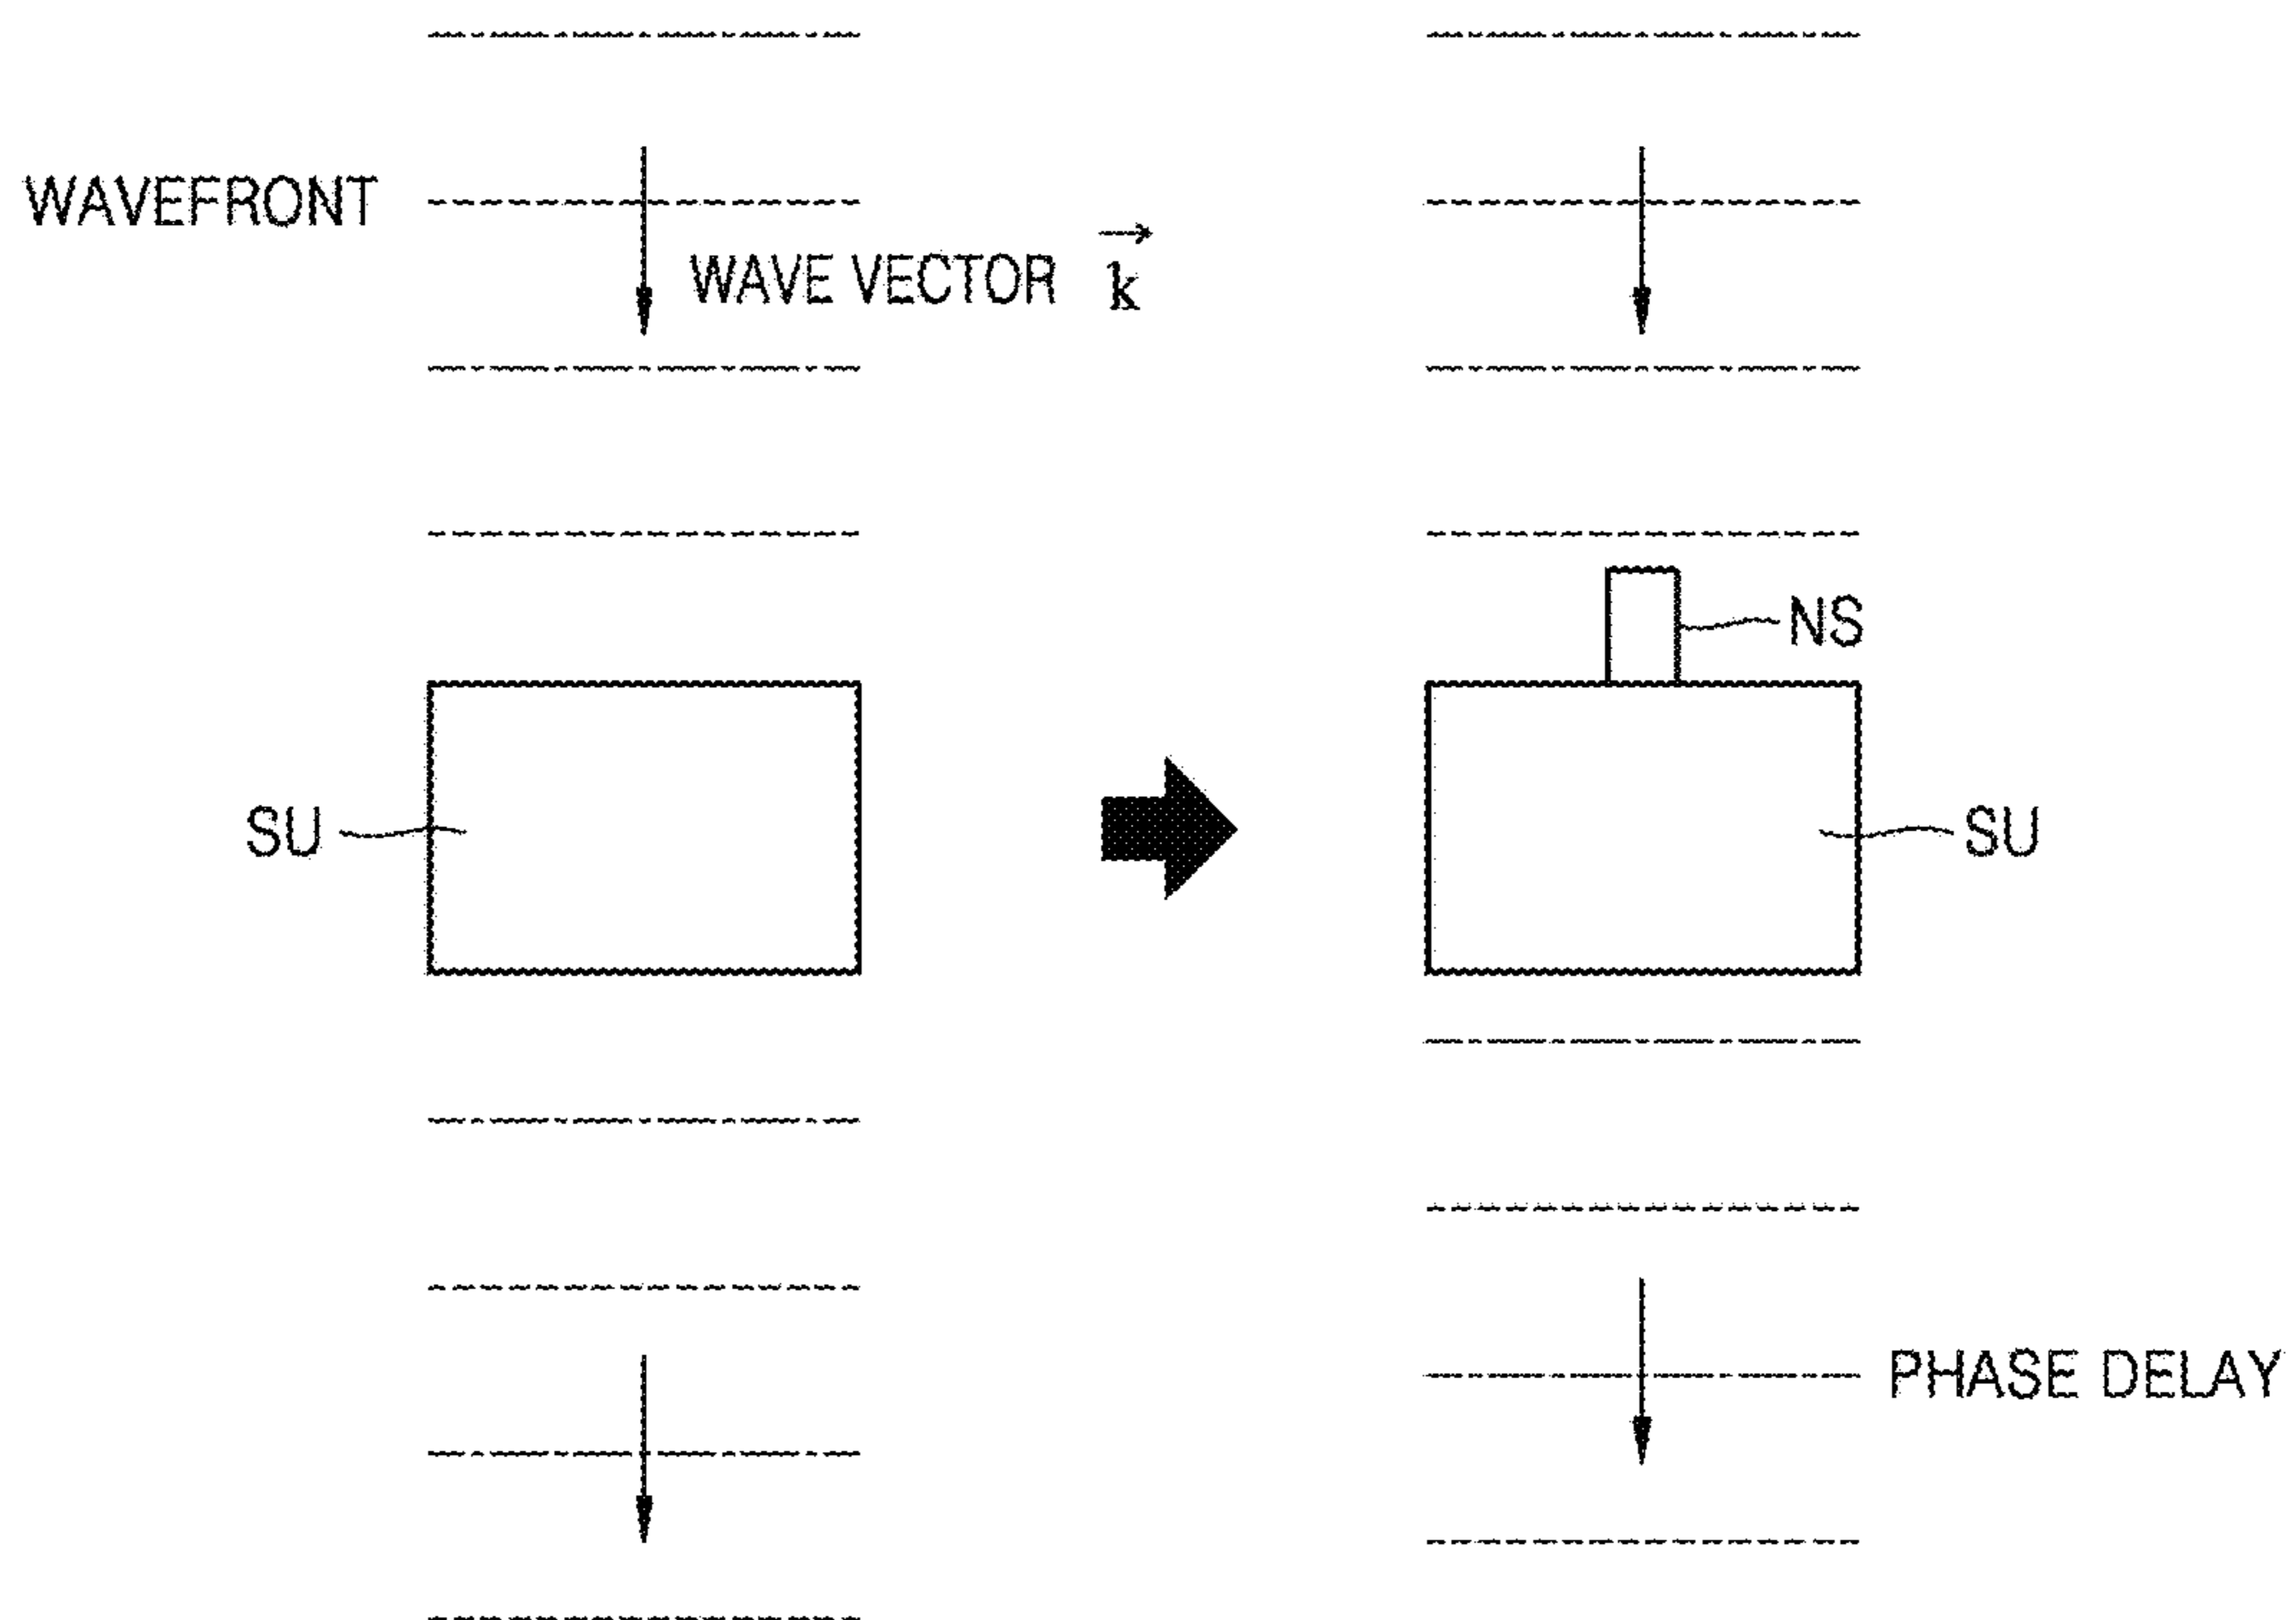 WAVEFRONT
WAVE VECTOR k⃗
NS
SU
SU
PHASE DELAY